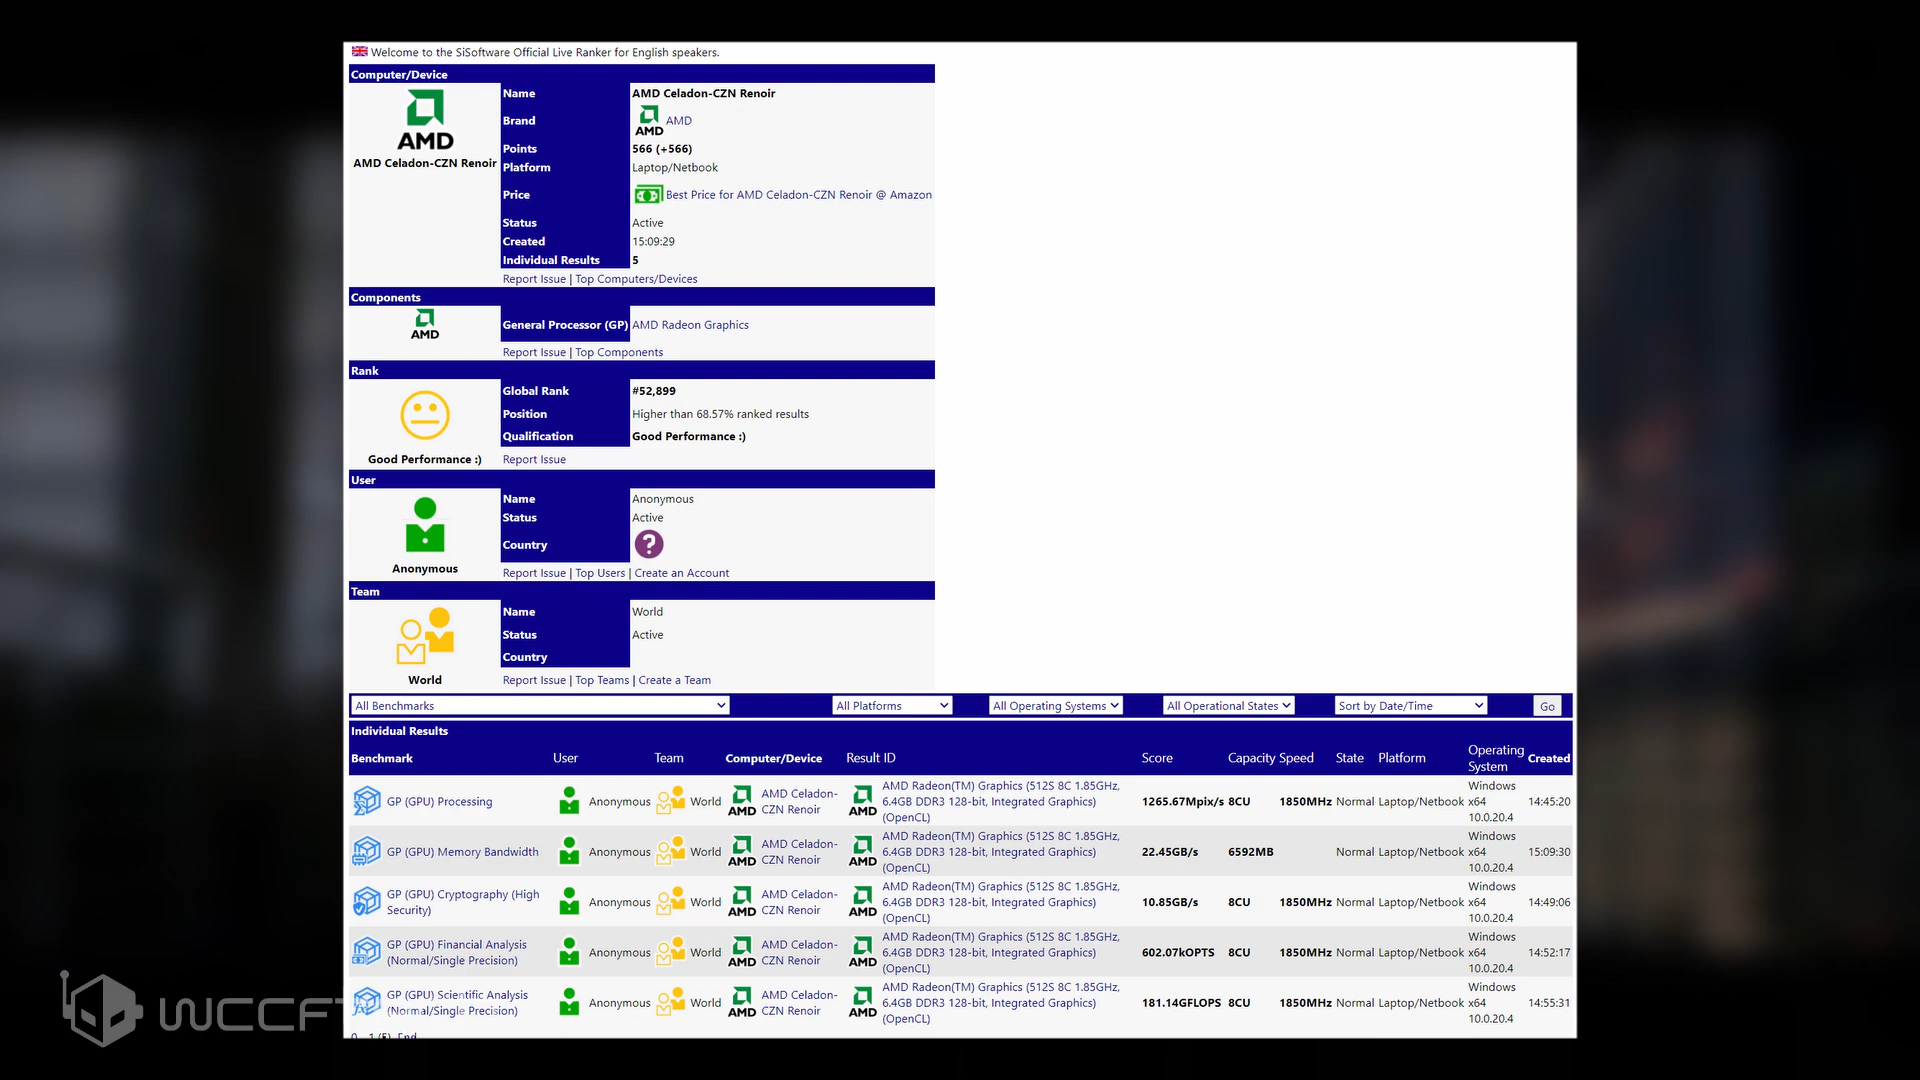 Welcome to the SiSoftware Official Live Ranker for English speakers.
Computer/Device
AMD
AMD Celadon-CZN Renoir
Name AMD Celadon-CZN Renoir
Brand AMD AMD
Points 566 (+566)
Platform Laptop/Netbook
Price Best Price for AMD Celadon-CZN Renoir @ Amazon
Status Active
Created 15:09:29
Individual Results 5
Report Issue | Top Computers/Devices
Components
AMD
General Processor (GP) AMD Radeon Graphics
Report Issue | Top Components
Rank
Global Rank #52,899
Position Higher than 68.57% ranked results
Qualification Good Performance :)
Good Performance :) Report Issue
User
Name Anonymous
Status Active
Country ?
Anonymous
Report Issue | Top Users | Create an Account
Team
Name World
Status Active
Country
World Report Issue | Top Teams | Create a Team
All Benchmarks All Platforms All Operating Systems All Operational States Sort by Date/Time Go
Individual Results
Benchmark User Team Computer/Device Result ID Score Capacity Speed State Platform Operating System Created
GP (GPU) Processing Anonymous World AMD AMD Celadon-CZN Renoir AMD AMD Radeon(TM) Graphics (512S 8C 1.85GHz, 6.4GB DDR3 128-bit, Integrated Graphics) (OpenCL) 1265.67Mpix/s 8CU 1850MHz Normal Laptop/Netbook Windows x64 10.0.20.4 14:45:20
GP (GPU) Memory Bandwidth Anonymous World AMD AMD Celadon-CZN Renoir AMD AMD Radeon(TM) Graphics (512S 8C 1.85GHz, 6.4GB DDR3 128-bit, Integrated Graphics) (OpenCL) 22.45GB/s 6592MB Normal Laptop/Netbook Windows x64 10.0.20.4 15:09:30
GP (GPU) Cryptography (High Security) Anonymous World AMD AMD Celadon-CZN Renoir AMD AMD Radeon(TM) Graphics (512S 8C 1.85GHz, 6.4GB DDR3 128-bit, Integrated Graphics) (OpenCL) 10.85GB/s 8CU 1850MHz Normal Laptop/Netbook Windows x64 10.0.20.4 14:49:06
GP (GPU) Financial Analysis (Normal/Single Precision) Anonymous World AMD AMD Celadon-CZN Renoir AMD AMD Radeon(TM) Graphics (512S 8C 1.85GHz, 6.4GB DDR3 128-bit, Integrated Graphics) (OpenCL) 602.07kOPTS 8CU 1850MHz Normal Laptop/Netbook Windows x64 10.0.20.4 14:52:17
GP (GPU) Scientific Analysis (Normal/Single Precision) Anonymous World AMD AMD Celadon-CZN Renoir AMD AMD Radeon(TM) Graphics (512S 8C 1.85GHz, 6.4GB DDR3 128-bit, Integrated Graphics) (OpenCL) 181.14GFLOPS 8CU 1850MHz Normal Laptop/Netbook Windows x64 10.0.20.4 14:55:31
End
WCCF